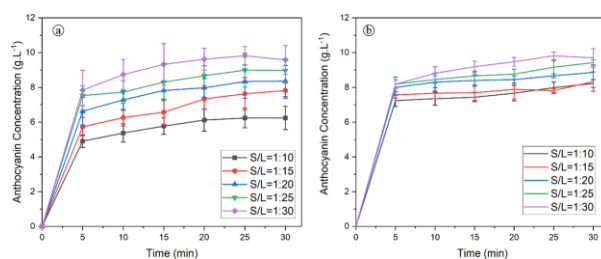 ⓐ
Anthocyanin Concentration (g.L⁻¹)
12
10
8
6
4
2
0
S/L=1:10
S/L=1:15
S/L=1:20
S/L=1:25
S/L=1:30
0 5 10 15 20 25 30
Time (min)
ⓑ
Anthocyanin Concentration (g.L⁻¹)
12
10
8
6
4
2
0
S/L=1:10
S/L=1:15
S/L=1:20
S/L=1:25
S/L=1:30
0 5 10 15 20 25 30
Time (min)